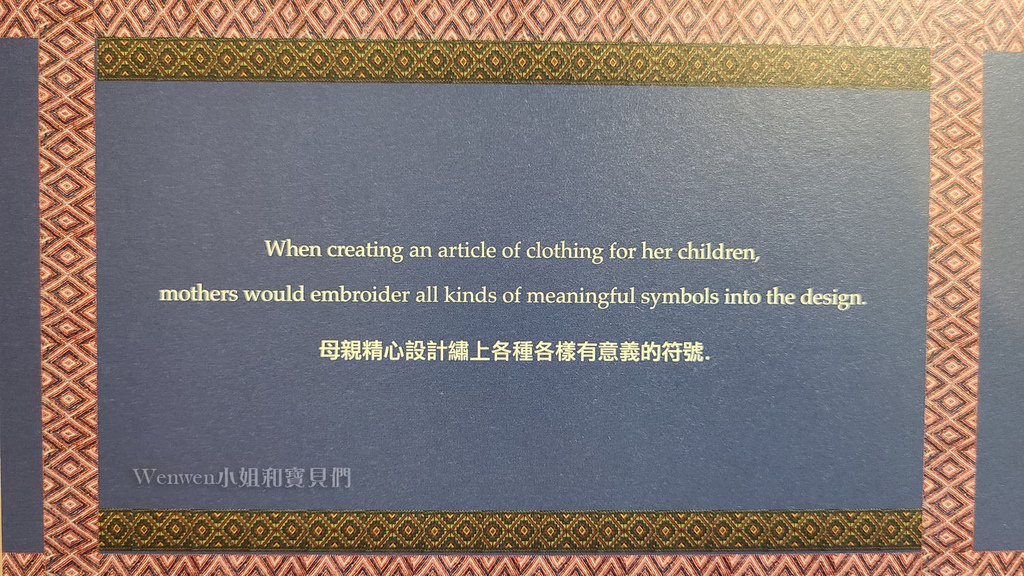 When creating an article of clothing for her children,
mothers would embroider all kinds of meaningful symbols into the design.
母親精心設計繡上各種各樣有意義的符號.
Wenwen小姐和寶貝們